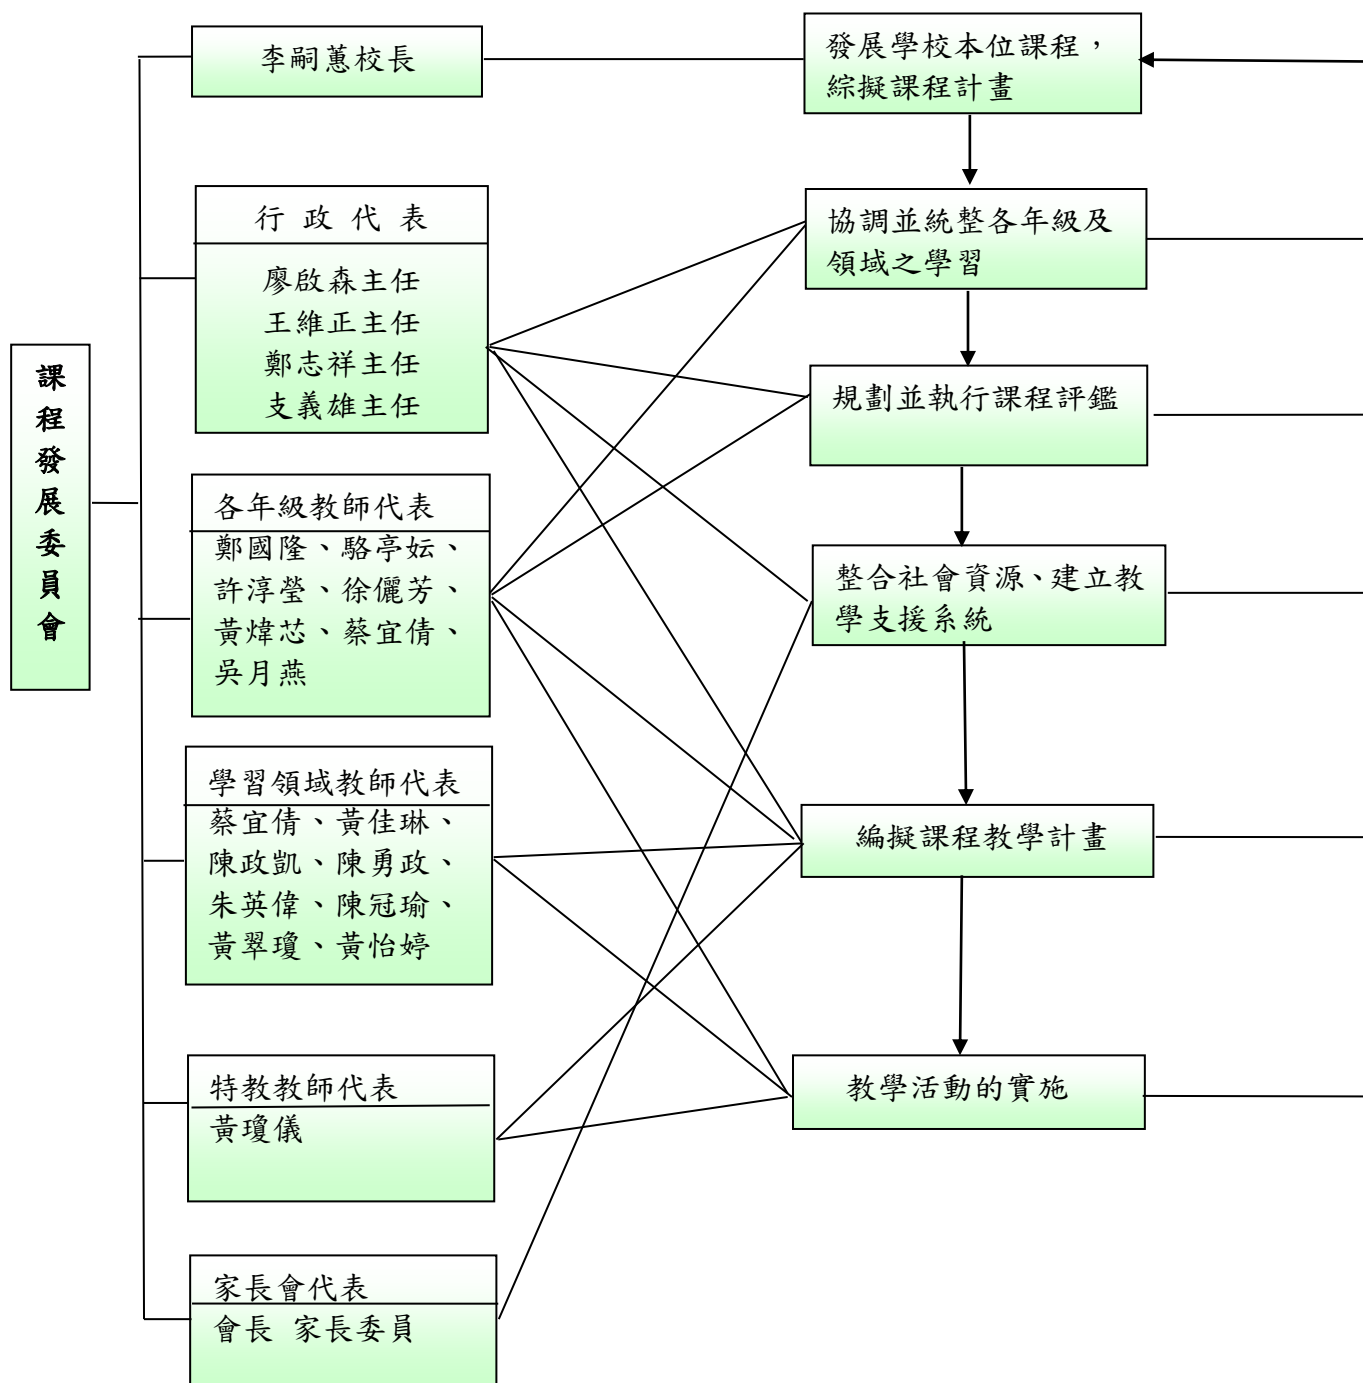 課程發展委員會
李嗣蕙校長
行政代表
廖啟森主任
王維正主任
鄭志祥主任
支義雄主任
各年級教師代表
鄭國隆、駱亭妘、
許淳瑩、徐儷芳、
黃煒芯、蔡宜倩、
吳月燕
學習領域教師代表
蔡宜倩、黃佳琳、
陳政凱、陳勇政、
朱英偉、陳冠瑜、
黃翠瓊、黃怡婷
特教教師代表
黃瓊儀
家長會代表
會長 家長委員
發展學校本位課程，
綜擬課程計畫
協調並統整各年級及
領域之學習
規劃並執行課程評鑑
整合社會資源、建立教
學支援系統
編擬課程教學計畫
教學活動的實施